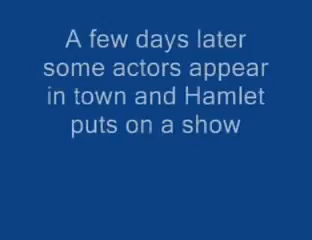 A few days later
some actors appear
in town and Hamlet
puts on a show